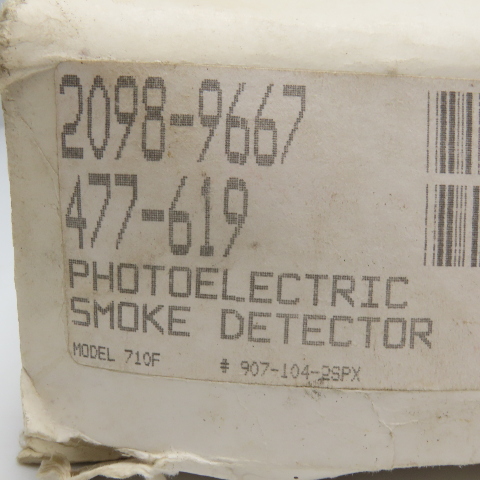 2098-9667
477-619
PHOTOELECTRIC
SMOKE DETECTOR
MODEL 710F # 907-104-2SPX